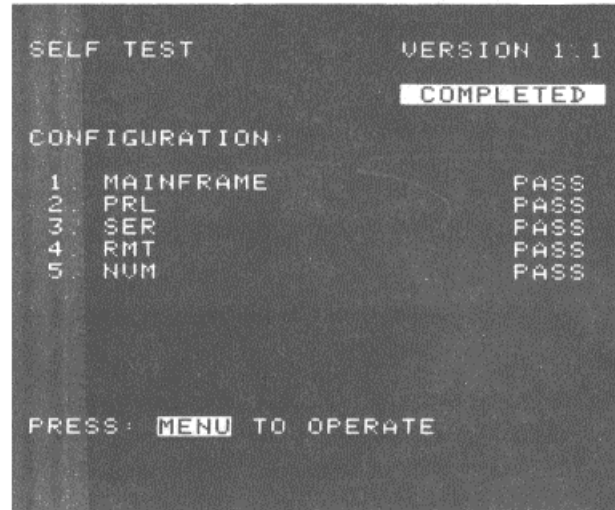 SELF TEST VERSION 1.1
COMPLETED
CONFIGURATION:
1. MAINFRAME PASS
2. PRL PASS
3. SER PASS
4. RMT PASS
5. NVM PASS
PRESS: MENU TO OPERATE